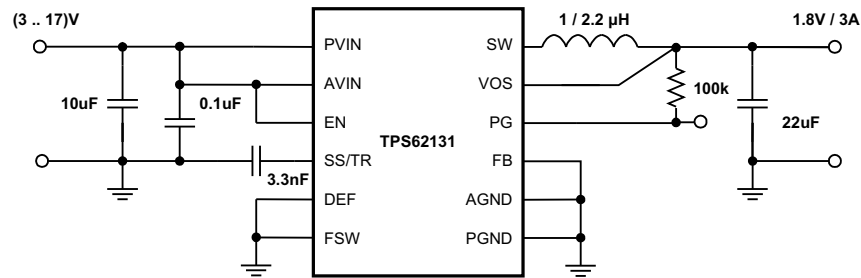 (3 .. 17)V
1 / 2.2 µH
1.8V / 3A
PVIN
SW
AVIN
VOS
10uF
0.1uF
100k
EN
PG
22uF
TPS62131
SS/TR
FB
3.3nF
DEF
AGND
FSW
PGND